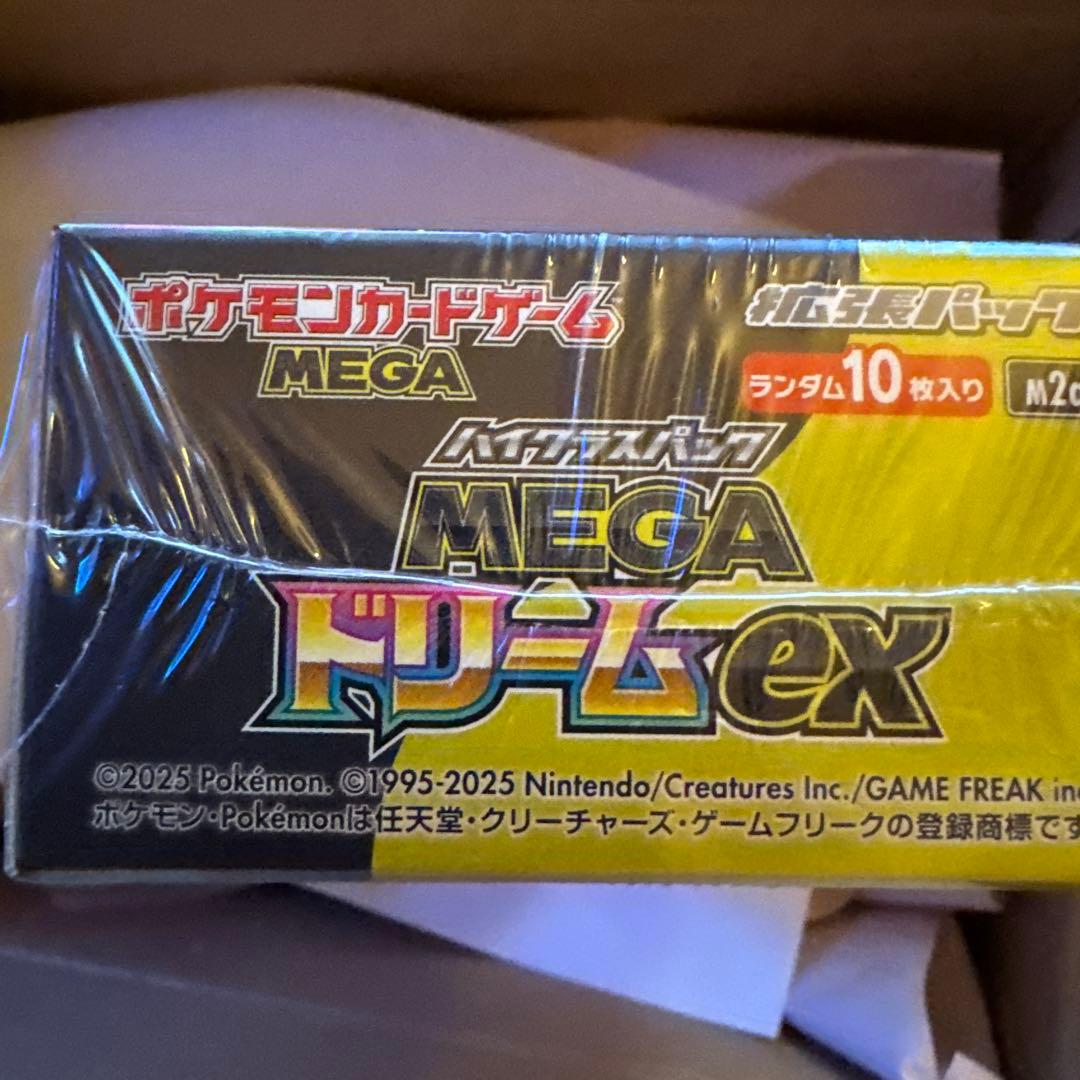 ポケモンカードゲーム
MEGA
拡張パック
ランダム10枚入り
ハイクラスパック
MEGA
ドリームex
©2025 Pokémon. ©1995-2025 Nintendo/Creatures Inc./GAME FREAK inc
ポケモン・Pokémonは任天堂・クリーチャーズ・ゲームフリークの登録商標です